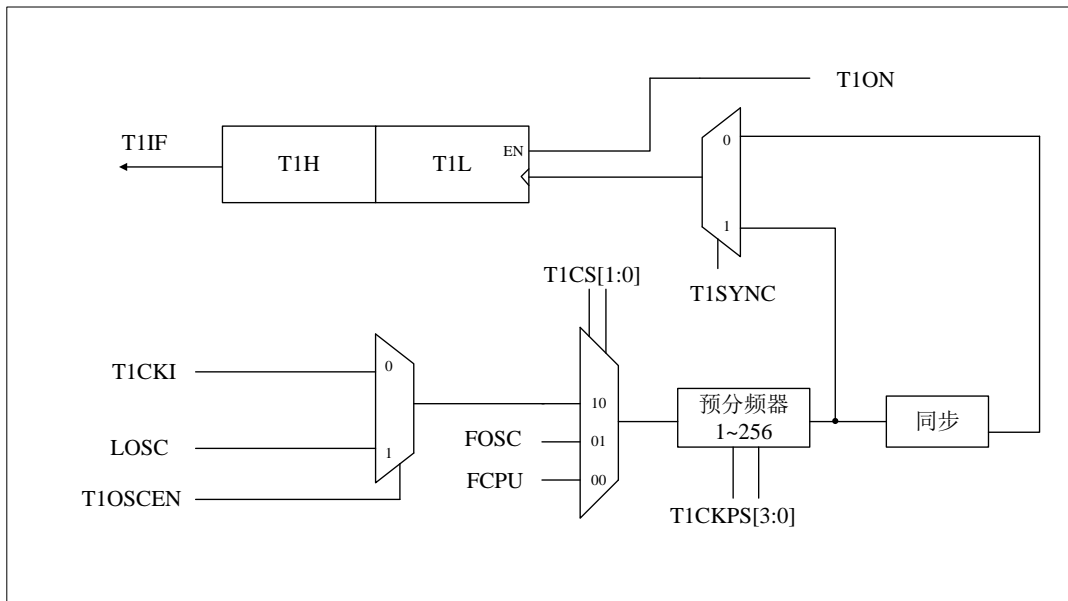 T1ON
T1IF
T1H
T1L
EN
0
1
T1SYNC
T1CS[1:0]
T1CKI
0
LOSC
1
T1OSCEN
10
FOSC
01
FCPU
00
预分频器
1~256
同步
T1CKPS[3:0]